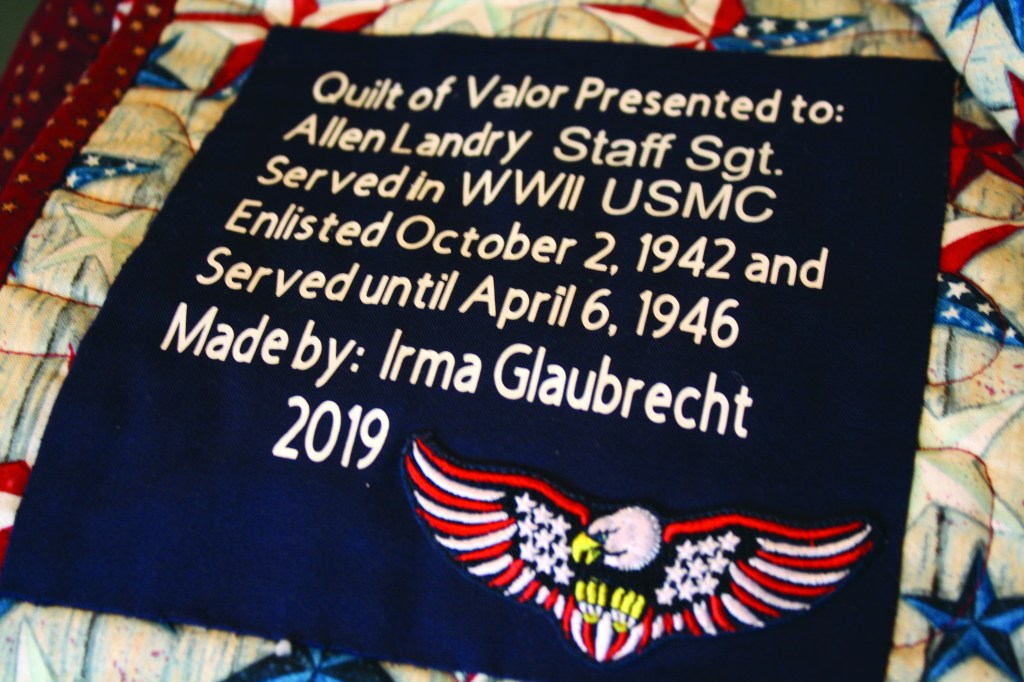 Quilt of Valor Presented to:
Allen Landry Staff Sgt.
Served in WWII USMC
Enlisted October 2, 1942 and
Served until April 6, 1946
Made by: Irma Glaubrecht
2019